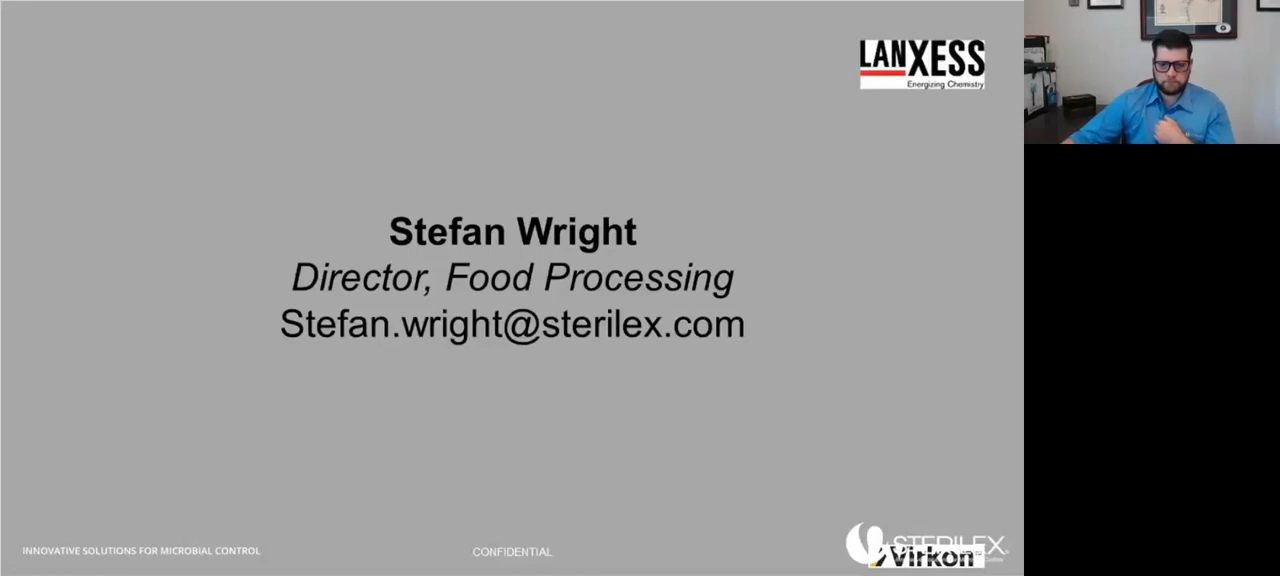 LANXESS
Energizing Chemistry
Stefan Wright
Director, Food Processing
Stefan.wright@sterilex.com
INNOVATIVE SOLUTIONS FOR MICROBIAL CONTROL
CONFIDENTIAL
STERILEX
Virkon